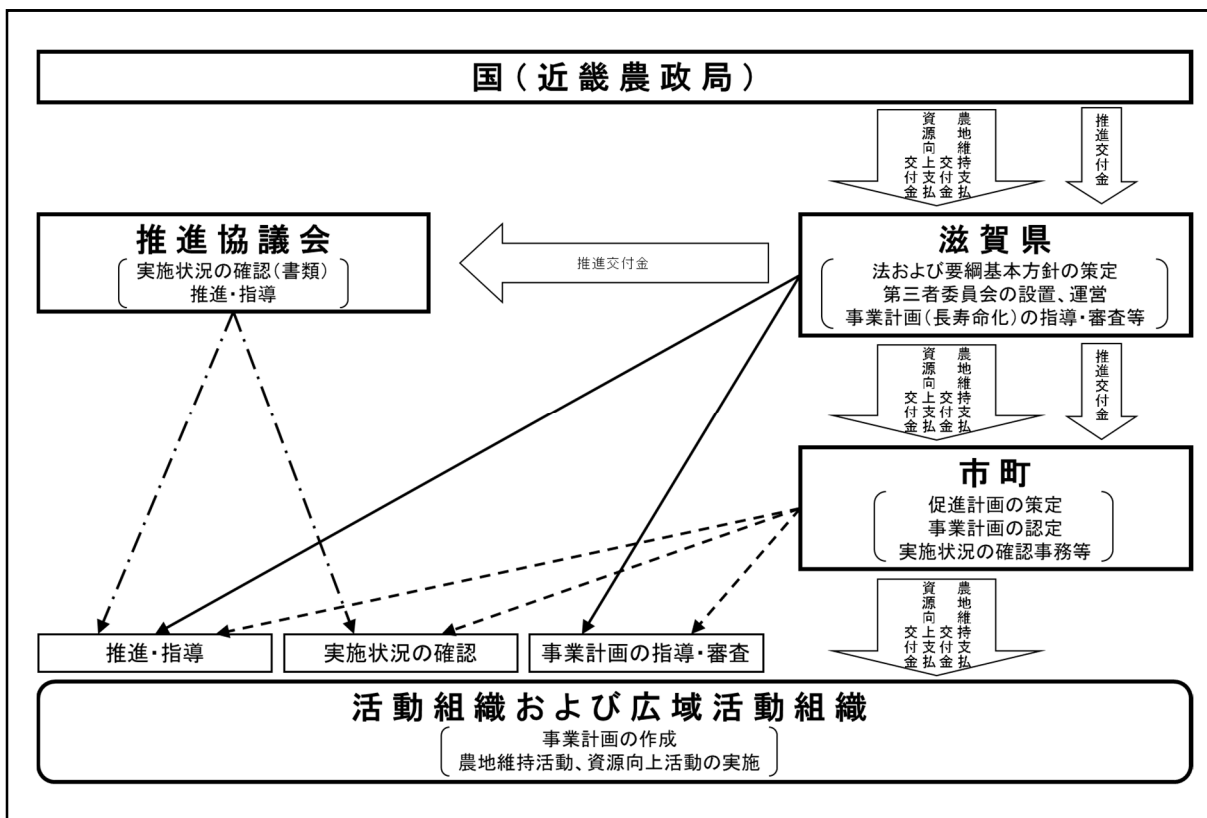 国(近畿農政局)
農地維持支払交付金
資源向上支払交付金
推進交付金
推進協議会
実施状況の確認(書類)
推進・指導
推進交付金
滋賀県
法および要綱基本方針の策定
第三者委員会の設置、運営
事業計画(長寿命化)の指導・審査等
農地維持支払交付金
資源向上支払交付金
推進交付金
市町
促進計画の策定
事業計画の認定
実施状況の確認事務等
農地維持支払交付金
資源向上支払交付金
推進・指導
実施状況の確認
事業計画の指導・審査
活動組織および広域活動組織
事業計画の作成
農地維持活動、資源向上活動の実施